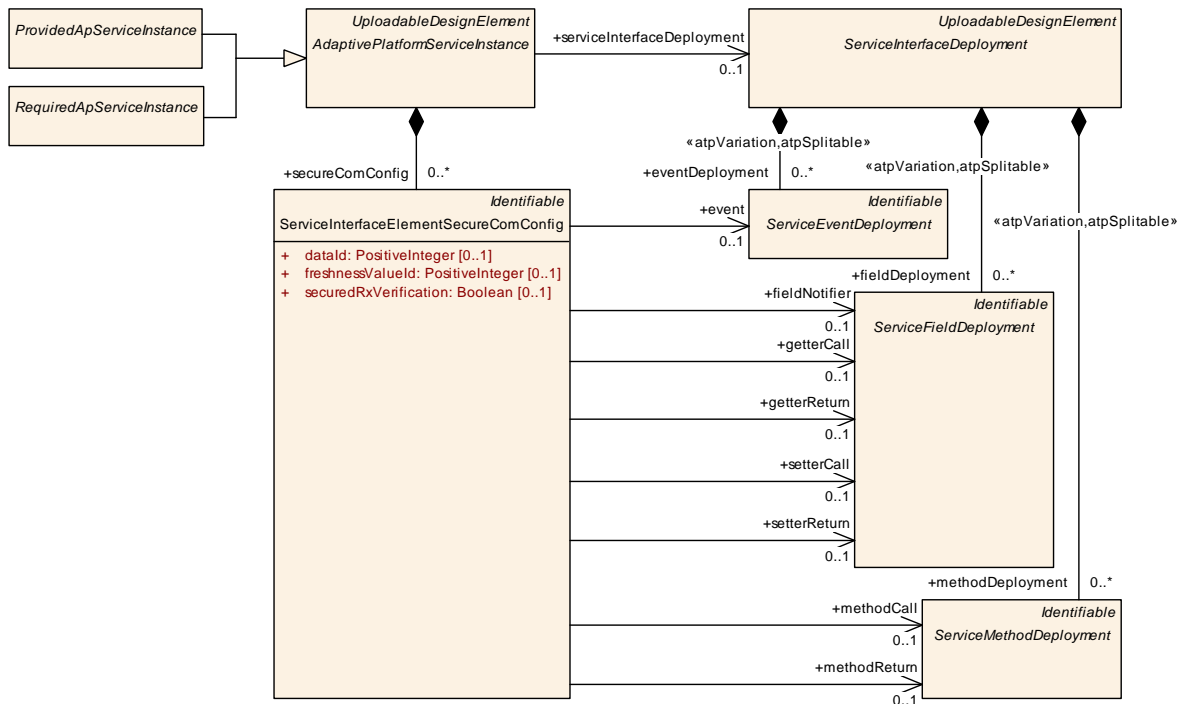 ProvidedApServiceInstance
RequiredApServiceInstance
UploadableDesignElement
AdaptivePlatformServiceInstance
+serviceInterfaceDeployment
0..1
UploadableDesignElement
ServiceInterfaceDeployment
«atpVariation,atpSplitable»
«atpVariation,atpSplitable»
«atpVariation,atpSplitable»
+secureComConfig
0..*
+eventDeployment
0..*
Identifiable
ServiceInterfaceElementSecureComConfig
+ dataId: PositiveInteger [0..1]
+ freshnessValueId: PositiveInteger [0..1]
+ securedRxVerification: Boolean [0..1]
+event
0..1
Identifiable
ServiceEventDeployment
+fieldDeployment
0..*
+fieldNotifier
0..1
Identifiable
ServiceFieldDeployment
+getterCall
0..1
+getterReturn
0..1
+setterCall
0..1
+setterReturn
0..1
+methodDeployment
0..*
+methodCall
0..1
Identifiable
ServiceMethodDeployment
+methodReturn
0..1